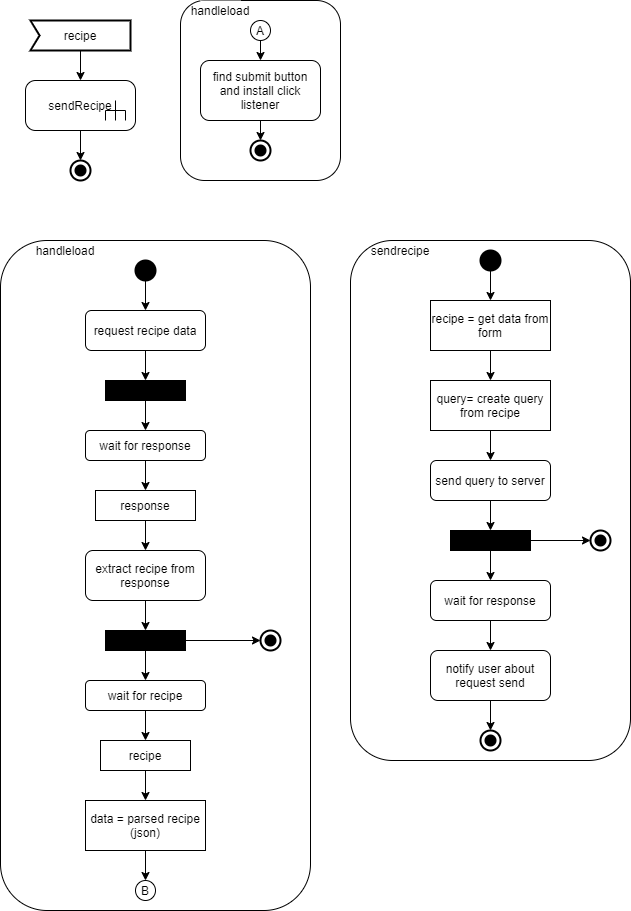 recipe
sendRecipe
handleload
A
find submit button
and install click
listener
handleload
request recipe data
wait for response
response
extract recipe from
response
wait for recipe
recipe
data = parsed recipe
(json)
B
sendrecipe
recipe = get data from
form
query= create query
from recipe
send query to server
wait for response
notify user about
request send